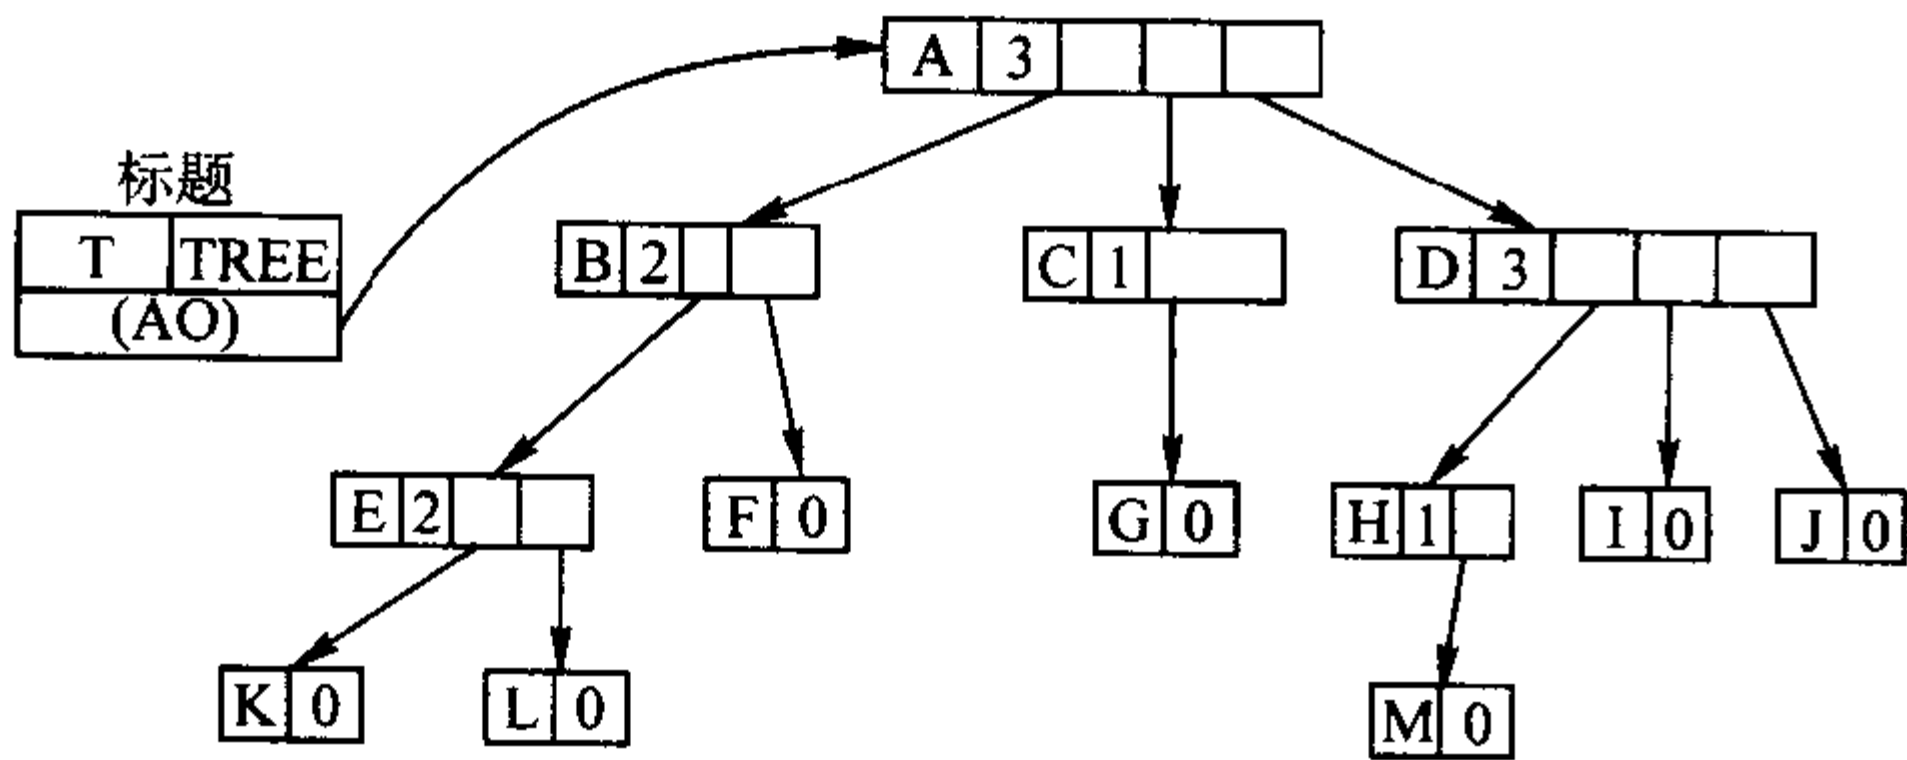 A 3
标题
T TREE
(AO)
B 2
C 1
D 3
E 2
F 0
G 0
H 1
I 0
J 0
K 0
L 0
M 0